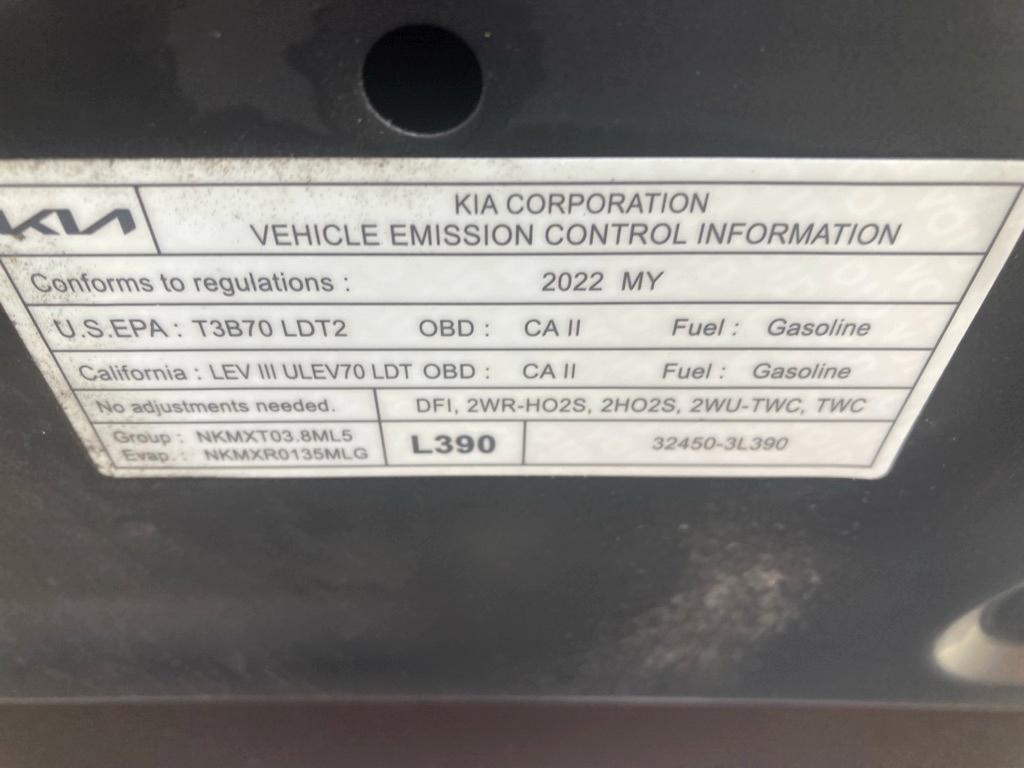 KIA
KIA CORPORATION
VEHICLE EMISSION CONTROL INFORMATION
Conforms to regulations : 2022 MY
U.S.EPA : T3B70 LDT2 OBD : CA II Fuel : Gasoline
California : LEV III ULEV70 LDT OBD : CA II Fuel : Gasoline
No adjustments needed. DFI, 2WR-HO2S, 2HO2S, 2WU-TWC, TWC
Group : NKMXT03.8ML5
Evap. : NKMXR0135MLG
L390
32450-3L390